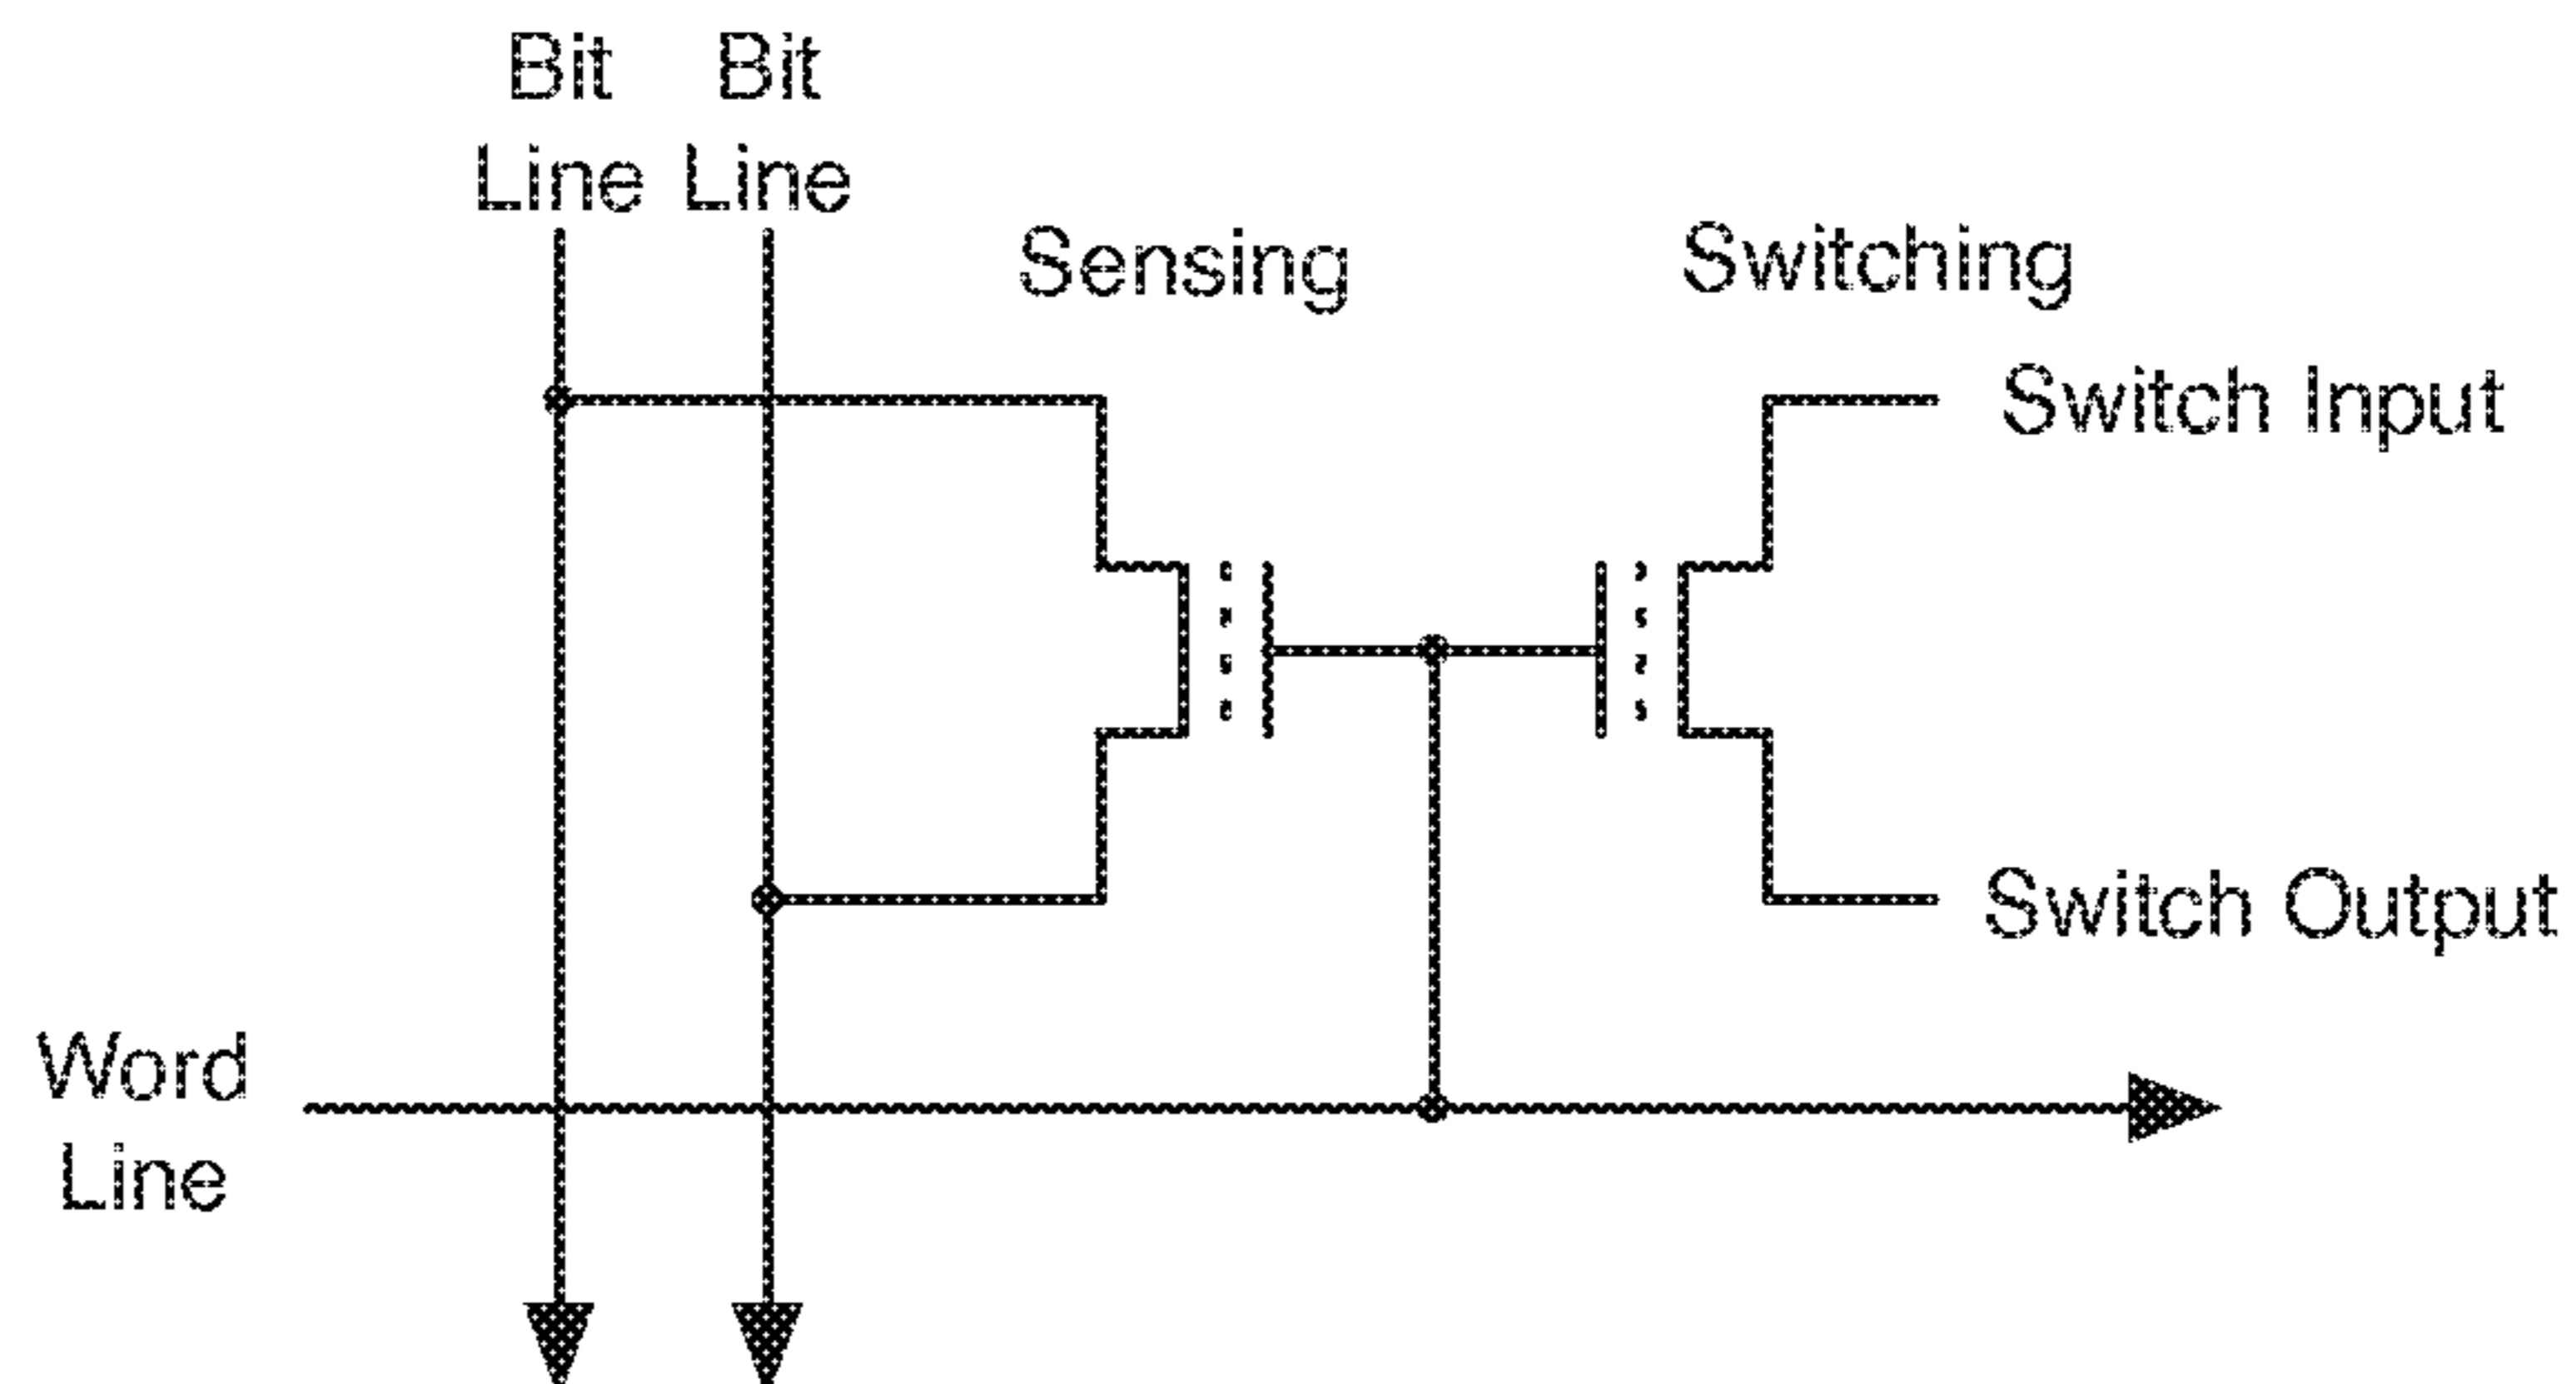 Bit
Line
Bit
Line
Sensing
Switching
Switch Input
Switch Output
Word
Line